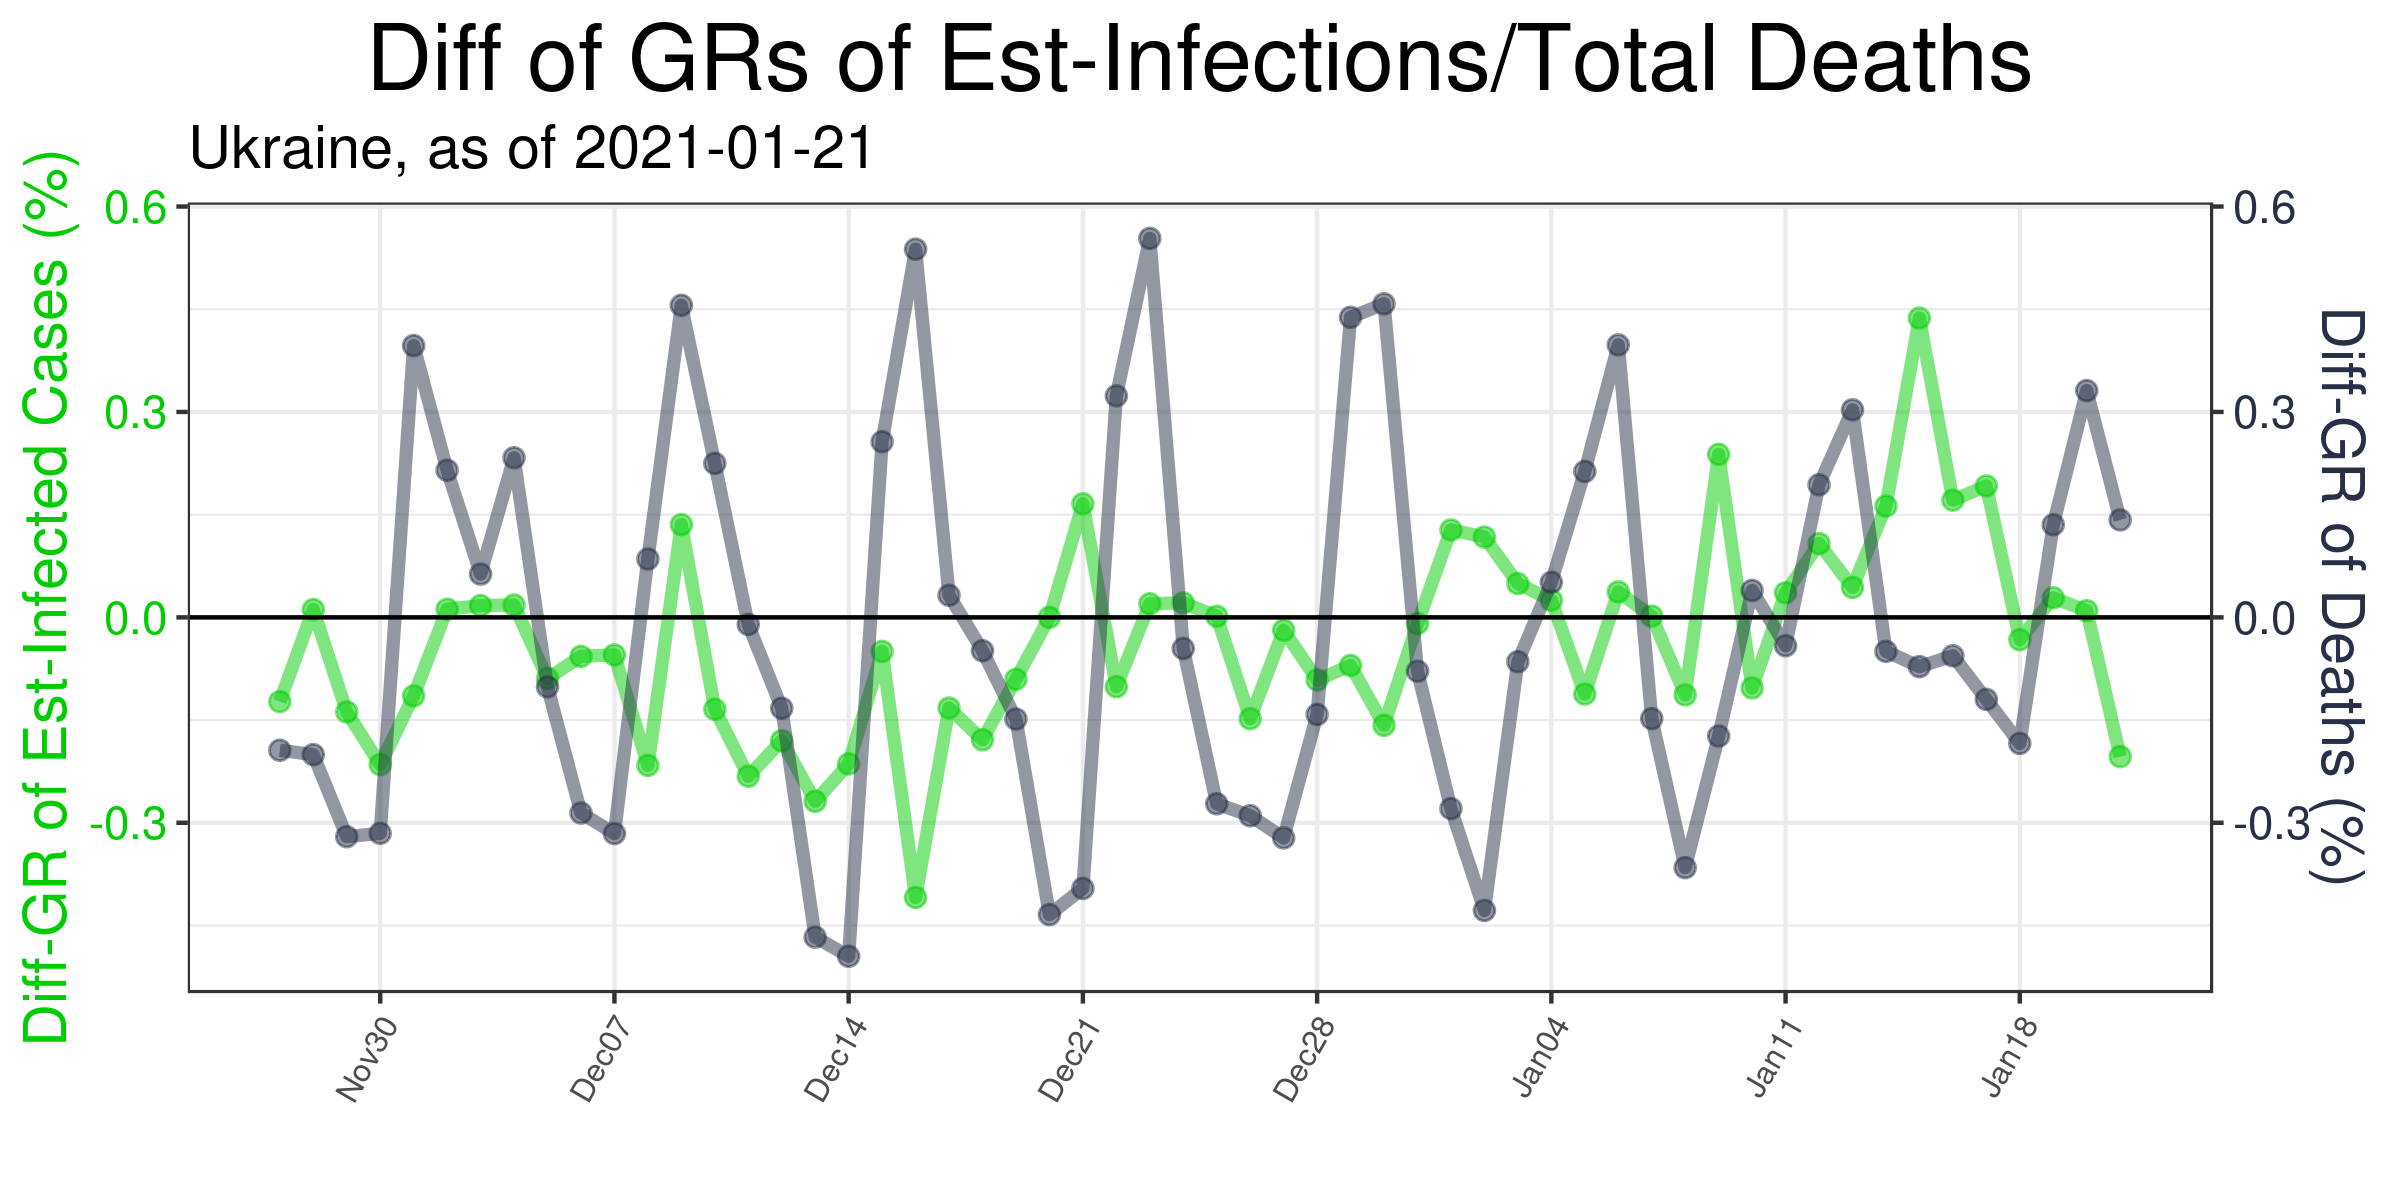 Diff of GRs of Est-Infections/Total Deaths
Ukraine, as of 2021-01-21
Diff-GR of Est-Infected Cases (%)
0.6
0.3
0.0
-0.3
0.6
0.3
0.0
-0.3
Diff-GR of Deaths (%)
Nov30
Dec07
Dec14
Dec21
Dec28
Jan04
Jan11
Jan18